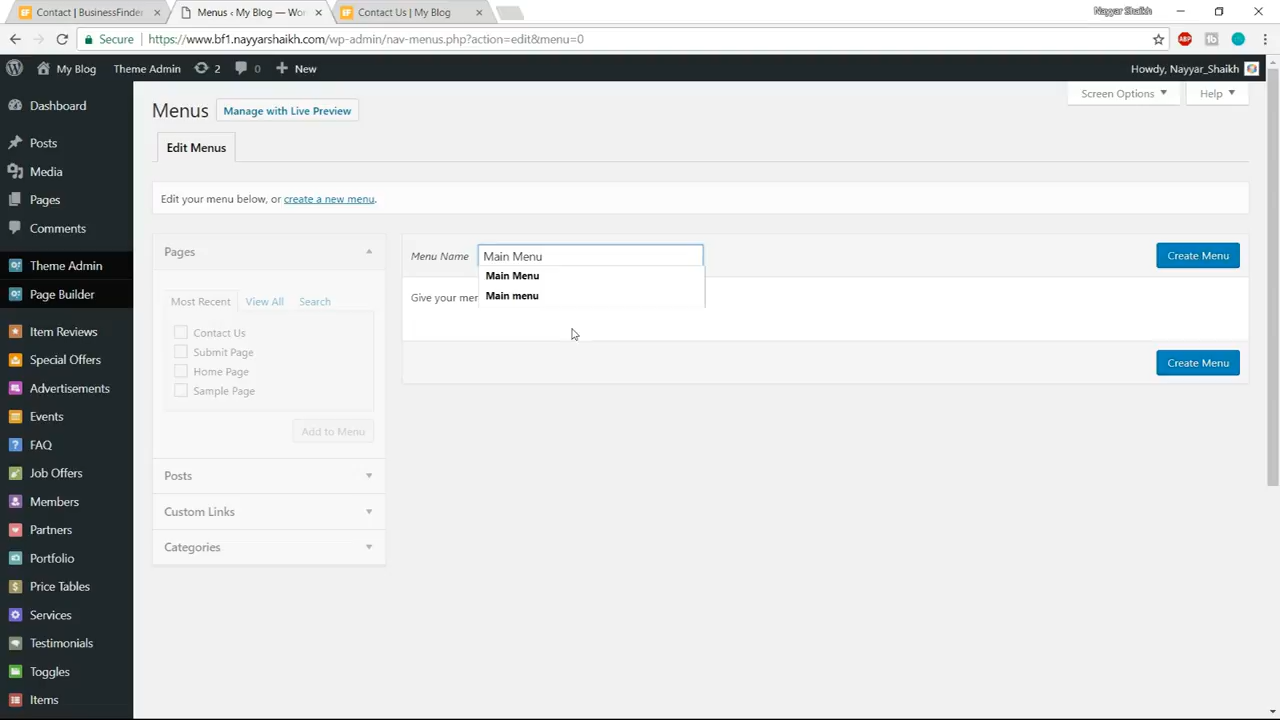 Contact | BusinessFinder
Menus ‹ My Blog — Wor
Contact Us | My Blog
Nayyar Shaikh
Secure
https://www.bf1.nayyarshaikh.com/wp-admin/nav-menus.php?action=edit&menu=0
My Blog
Theme Admin
2
0
New
Howdy, Nayyar_Shaikh
Dashboard
Posts
Media
Pages
Comments
Theme Admin
Page Builder
Item Reviews
Special Offers
Advertisements
Events
FAQ
Job Offers
Members
Partners
Portfolio
Price Tables
Services
Testimonials
Toggles
Items
Menus
Manage with Live Preview
Screen Options
Help
Edit Menus
Edit your menu below, or create a new menu.
Pages
Most Recent
View All
Search
Contact Us
Submit Page
Home Page
Sample Page
Add to Menu
Posts
Custom Links
Categories
Menu Name
Main Menu
Create Menu
Main Menu
Main menu
Give your
Create Menu